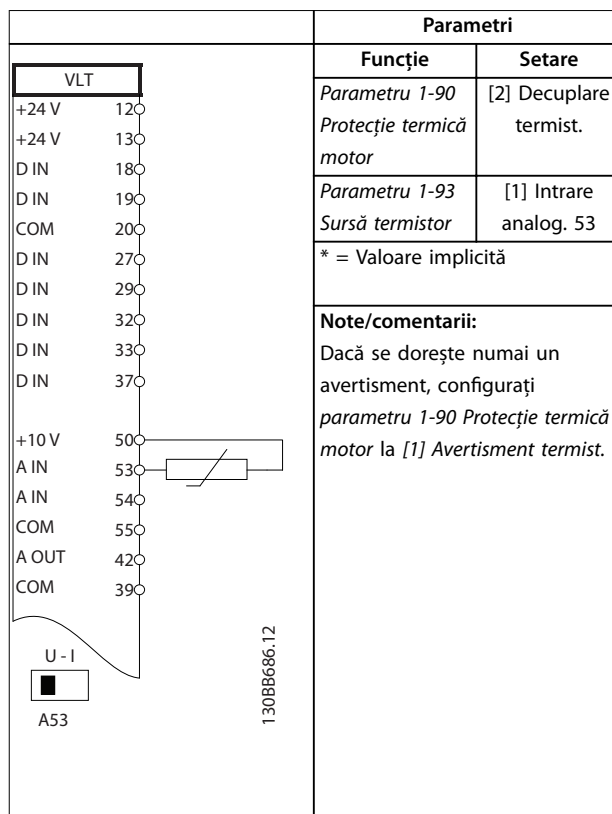 VLT
+24 V 12
+24 V 13
D IN 18
D IN 19
COM 20
D IN 27
D IN 29
D IN 32
D IN 33
D IN 37
+10 V 50
A IN 53
A IN 54
COM 55
A OUT 42
COM 39
U - I
A53
130BB686.12
Parametri
Funcție Setare
Parametru 1-90 [2] Decuplare
Protecție termică termist.
motor
Parametru 1-93 [1] Intrare
Sursă termistor analog. 53
* = Valoare implicită
Note/comentarii:
Dacă se dorește numai un
avertisment, configurați
parametru 1-90 Protecție termică
motor la [1] Avertisment termist.